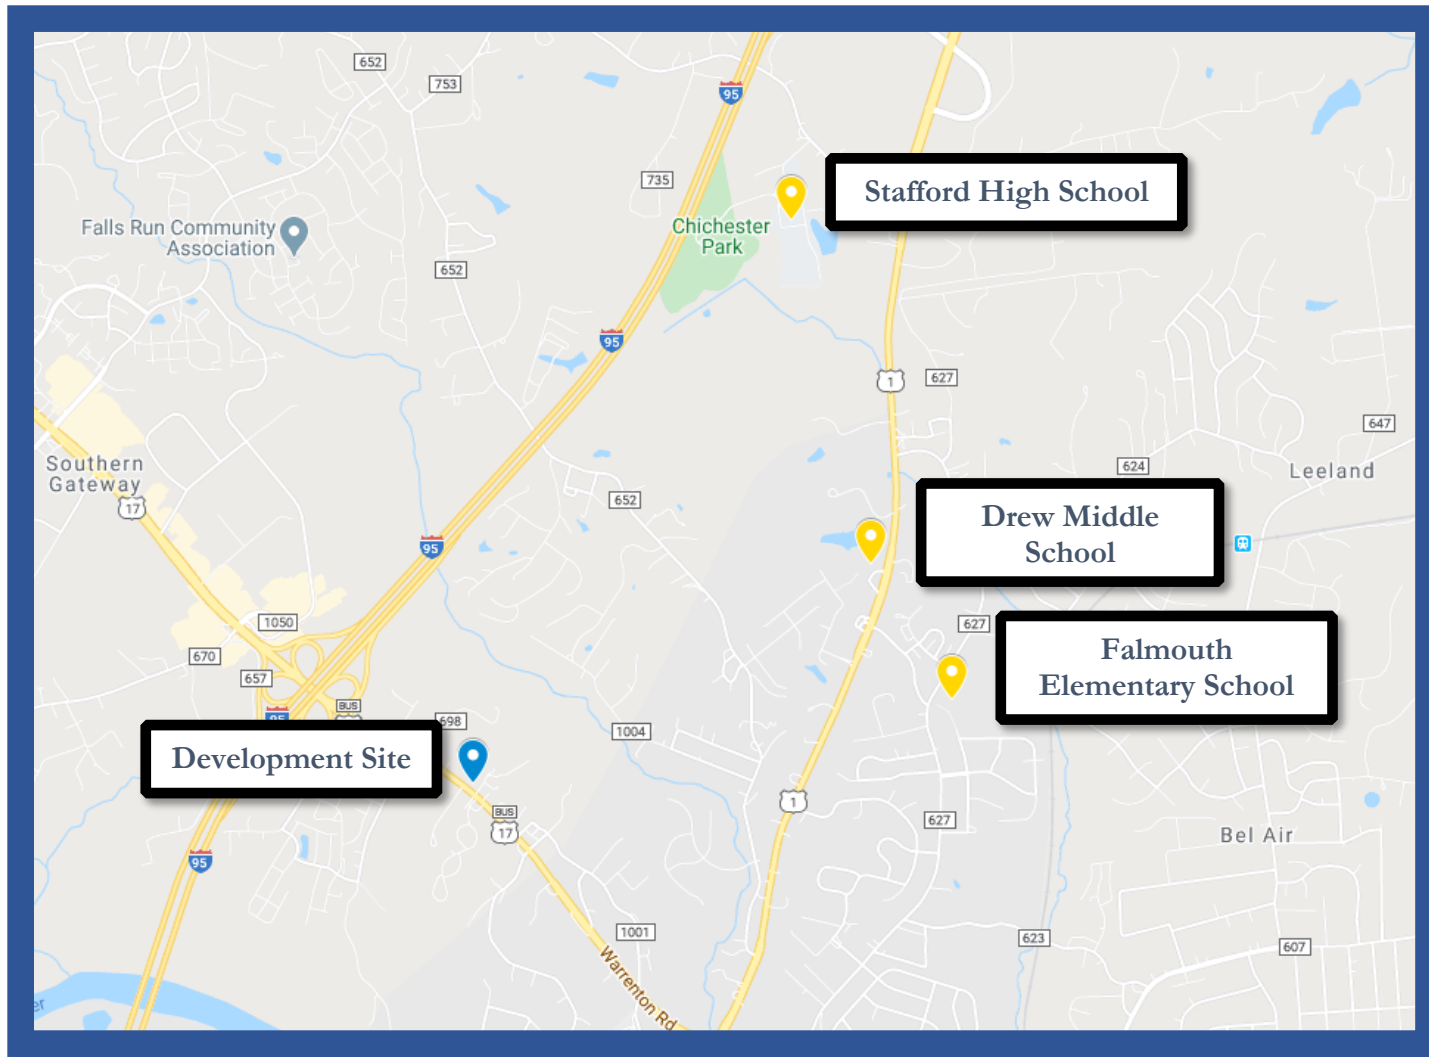 652
753
95
735
Stafford High School
Falls Run Community
Association
Chichester
Park
652
95
1
627
647
Southern
Gateway
17
624
Leeland
652
Drew Middle
School
95
1050
627
670
657
Falmouth
Elementary School
BUS
95
698
1004
Development Site
1
BUS
17
627
Bel Air
95
1001
623
607
Warrenton Rd
er